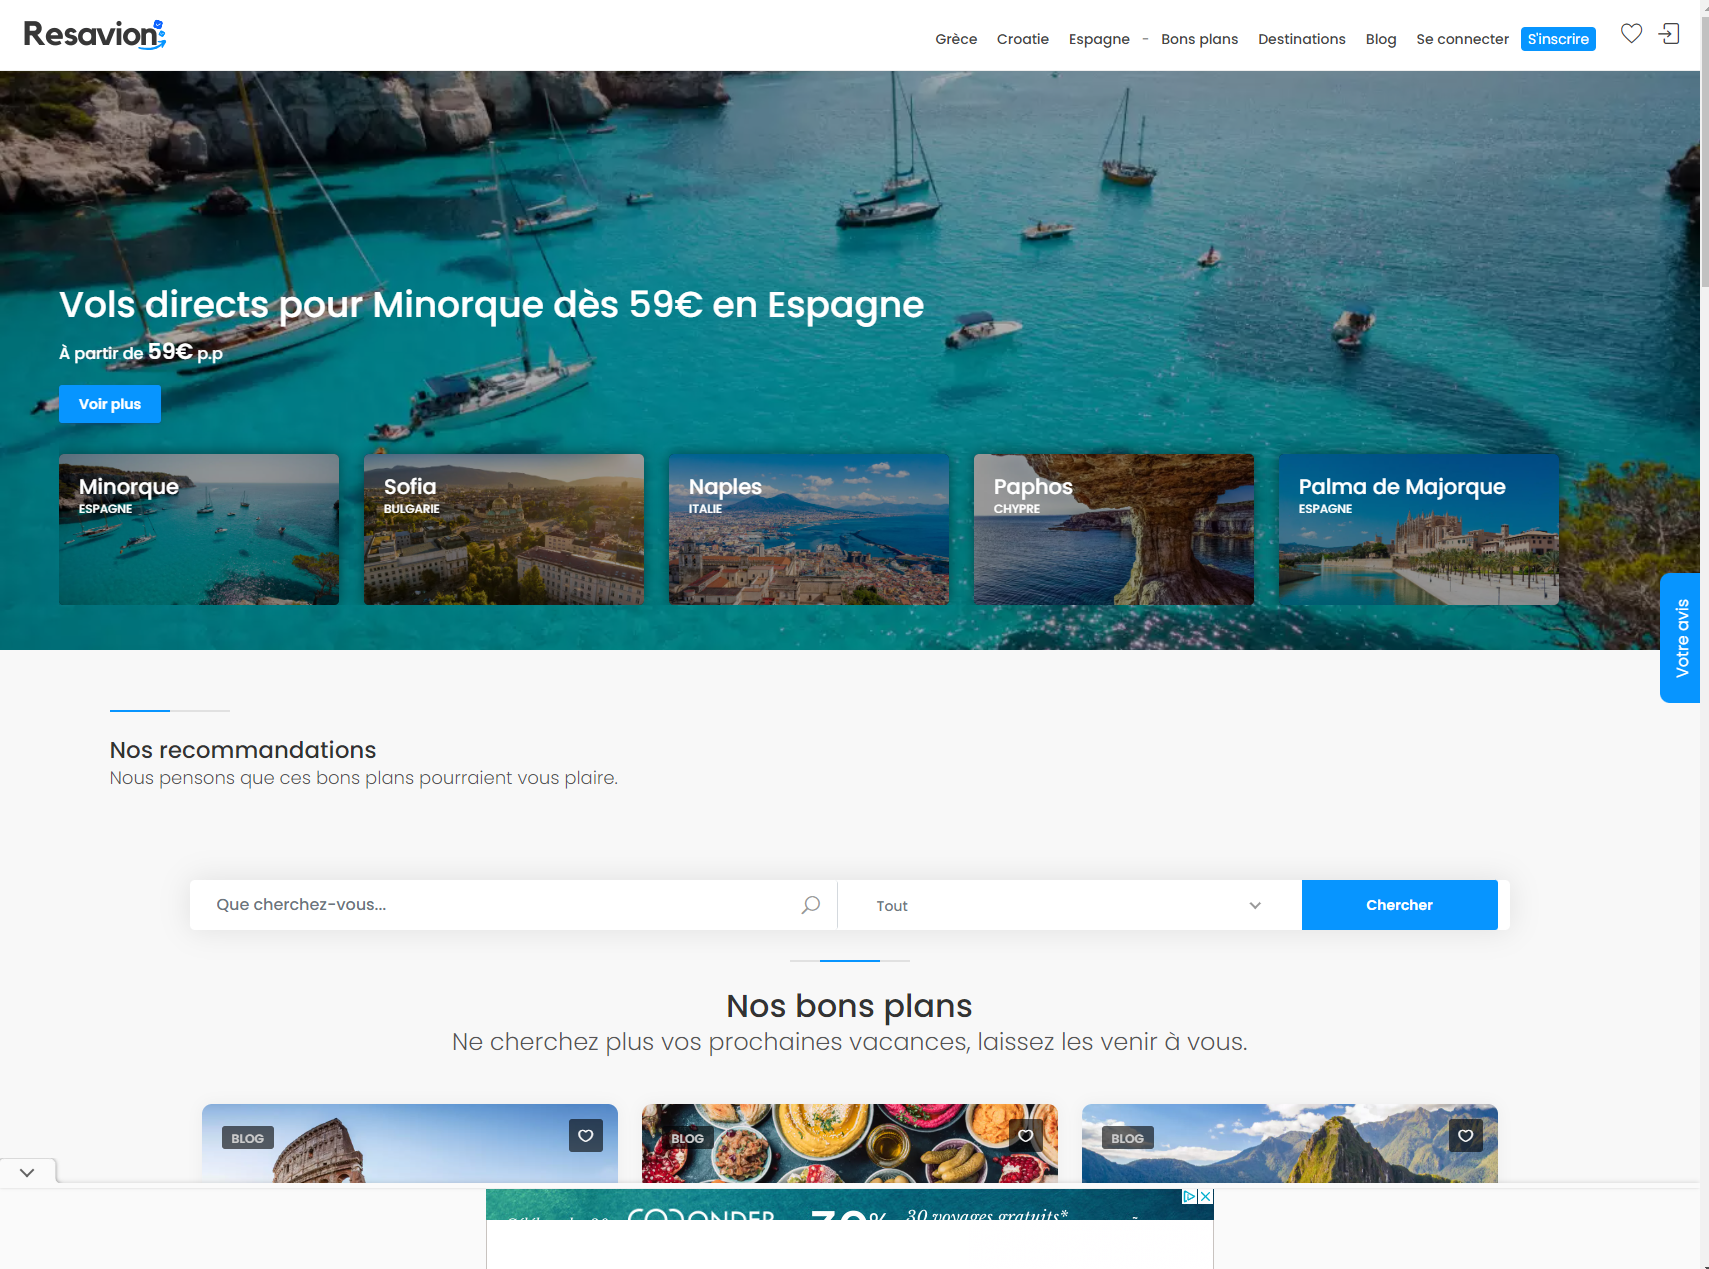 Resavion
Grèce Croatie Espagne - Bons plans Destinations Blog Se connecter S'inscrire
Vols directs pour Minorque dès 59€ en Espagne
À partir de 59€ p.p
Voir plus
Minorque
ESPAGNE
Sofia
BULGARIE
Naples
ITALIE
Paphos
CHYPRE
Palma de Majorque
ESPAGNE
Votre avis
Nos recommandations
Nous pensons que ces bons plans pourraient vous plaire.
Que cherchez-vous...
Tout
Chercher
Nos bons plans
Ne cherchez plus vos prochaines vacances, laissez les venir à vous.
BLOG
BLOG
BLOG
30 voyages gratuits*